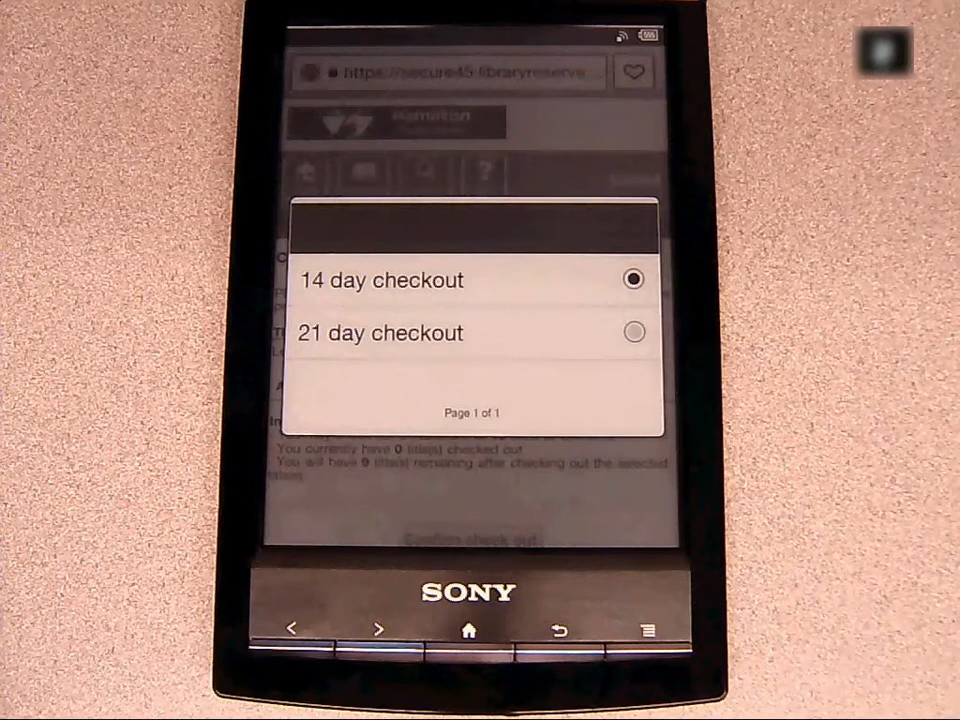 https://secure45.libraryreserve...
Hamilton
?
14 day checkout
21 day checkout
Page 1 of 1
You currently have 0 title(s) checked out
You will have 9 title(s) remaining after checking out the selected
Confirm check out
SONY